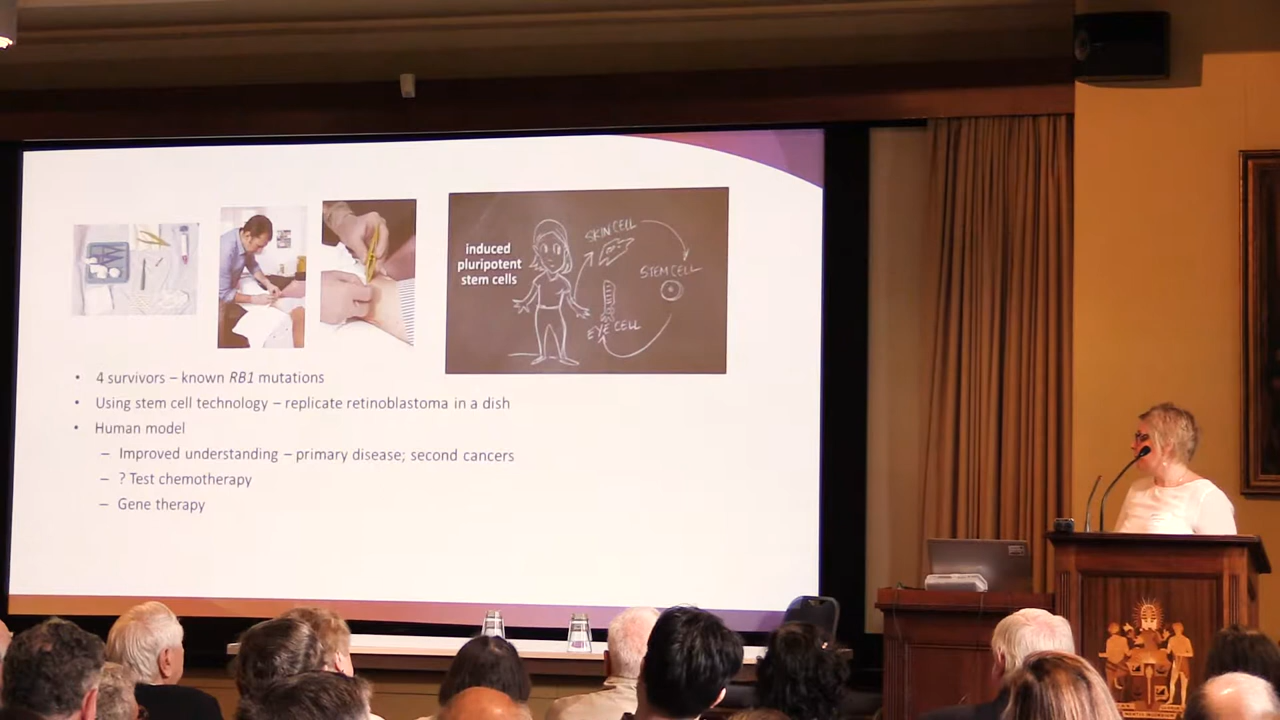 induced
pluripotent
stem cells
SKIN CELL
STEM CELL
EYE CELL
• 4 survivors – known RB1 mutations
• Using stem cell technology – replicate retinoblastoma in a dish
• Human model
– Improved understanding – primary disease; second cancers
– ? Test chemotherapy
– Gene therapy